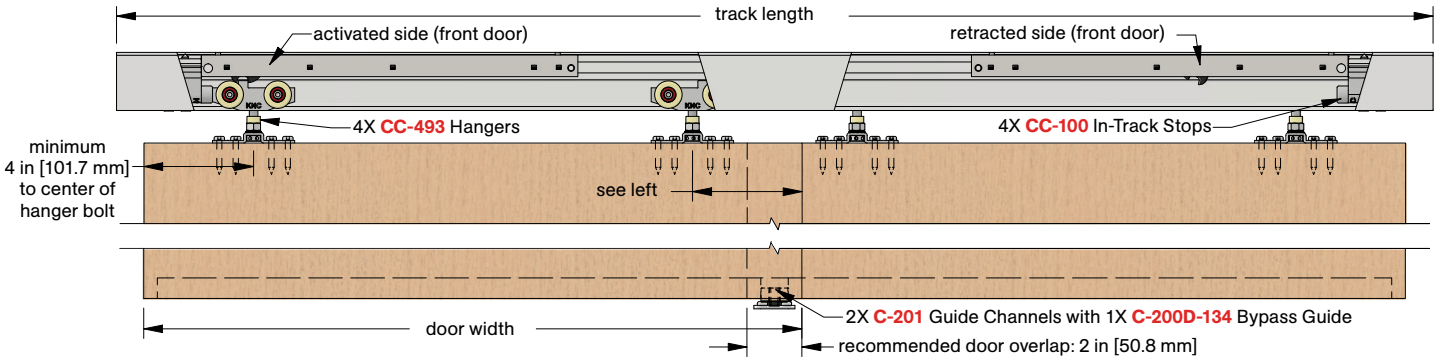 track length
activated side (front door)
retracted side (front door)
KNC
KNC
4X CC-493 Hangers
4X CC-100 In-Track Stops
minimum
4 in [101.7 mm]
to center of
hanger bolt
see left
2X C-201 Guide Channels with 1X C-200D-134 Bypass Guide
door width
recommended door overlap: 2 in [50.8 mm]